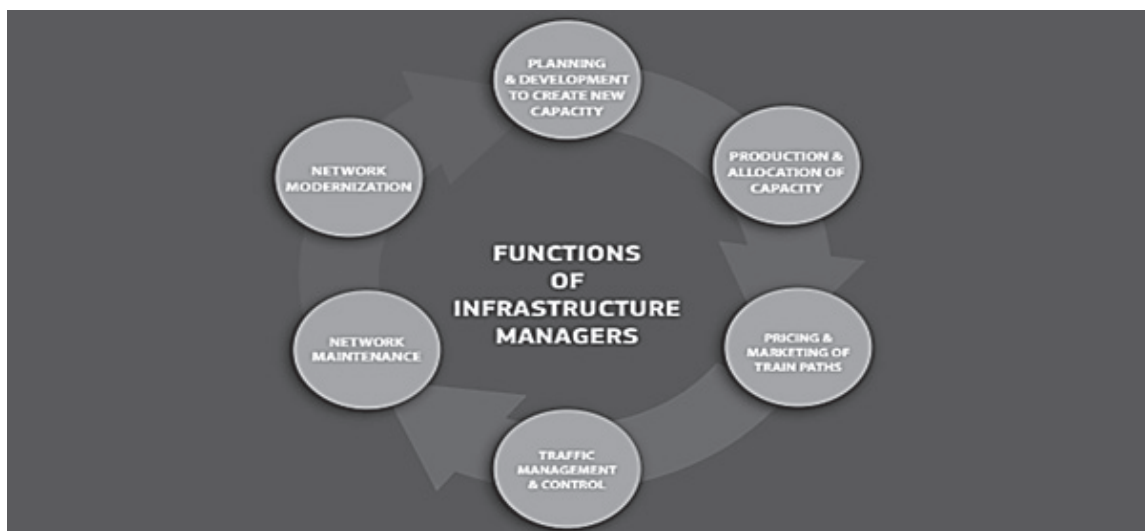 PLANNING
& DEVELOPMENT
TO CREATE NEW
CAPACITY
PRODUCTION &
ALLOCATION OF
CAPACITY
PRICING &
MARKETING OF
TRAIN PATHS
TRAFFIC
MANAGEMENT
& CONTROL
NETWORK
MAINTENANCE
NETWORK
MODERNIZATION
FUNCTIONS
OF
INFRASTRUCTURE
MANAGERS